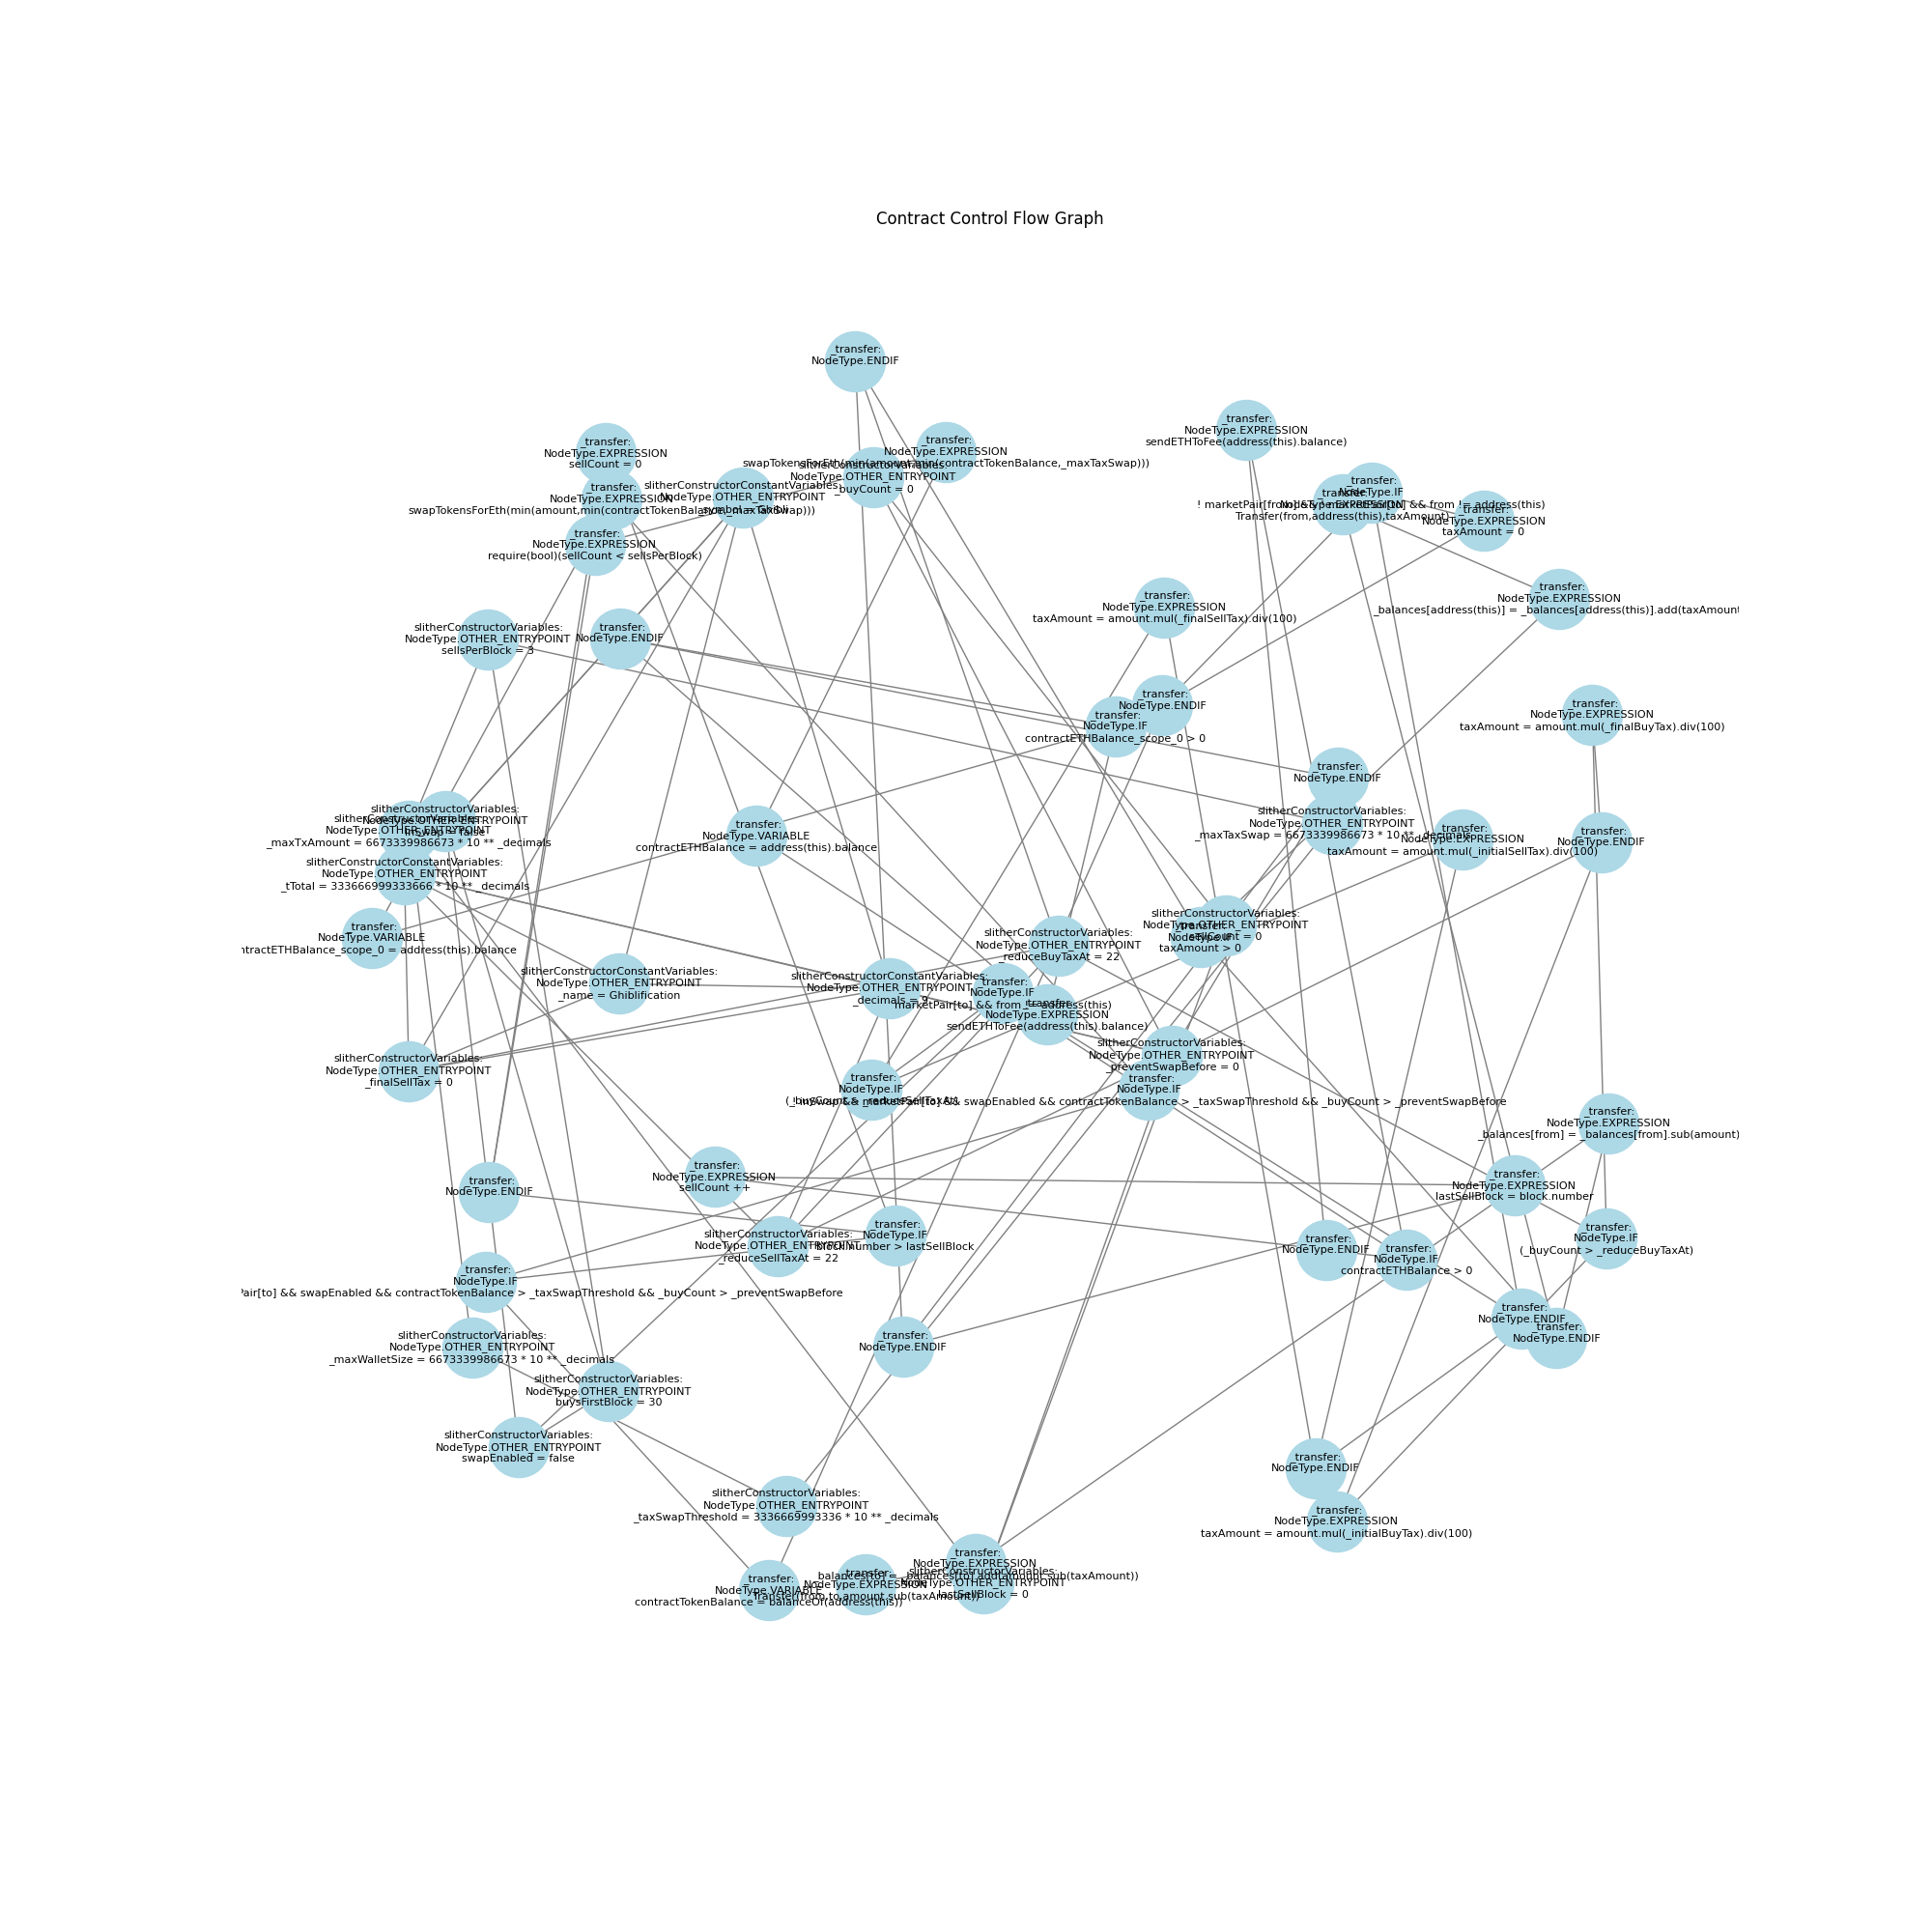 Contract Control Flow Graph
_transfer:
NodeType.ENDIF
_transfer:
NodeType.EXPRESSION
sendETHToFee(address(this).balance)
_transfer:
NodeType.EXPRESSION
sellCount = 0
_transfer:
NodeType.EXPRESSION
swapTokensForEth(min(amount,min(contractTokenBalance,_maxTaxSwap)))
slitherConstructorVariables:
NodeType.OTHER_ENTRYPOINT
_buyCount = 0
_transfer:
NodeType.EXPRESSION
swapTokensForEth(min(amount,min(contractTokenBalance,_maxTaxSwap)))
slitherConstructorConstantVariables:
NodeType.OTHER_ENTRYPOINT
_symbol = Ghibli
_transfer:
NodeType.IF
! marketPair[from] && ! marketPair[to] && from != address(this)
_transfer:
NodeType.EXPRESSION
Transfer(from,address(this),taxAmount)
_transfer:
NodeType.EXPRESSION
taxAmount = 0
_transfer:
NodeType.EXPRESSION
require(bool)(sellCount < sellsPerBlock)
_transfer:
NodeType.EXPRESSION
_balances[address(this)] = _balances[address(this)].add(taxAmount
_transfer:
NodeType.EXPRESSION
taxAmount = amount.mul(_finalSellTax).div(100)
slitherConstructorVariables:
NodeType.OTHER_ENTRYPOINT
sellsPerBlock = 3
_transfer:
NodeType.ENDIF
_transfer:
NodeType.ENDIF
_transfer:
NodeType.IF
contractETHBalance_scope_0 > 0
_transfer:
NodeType.EXPRESSION
taxAmount = amount.mul(_finalBuyTax).div(100)
_transfer:
NodeType.ENDIF
slitherConstructorVariables:
NodeType.OTHER_ENTRYPOINT
inSwap = false
slitherConstructorVariables:
NodeType.OTHER_ENTRYPOINT
_maxTxAmount = 6673339986673 * 10 ** _decimals
slitherConstructorVariables:
NodeType.OTHER_ENTRYPOINT
_maxTaxSwap = 6673339986673 * 10 ** _decimals
_transfer:
NodeType.VARIABLE
contractETHBalance = address(this).balance
_transfer:
NodeType.EXPRESSION
taxAmount = amount.mul(_initialSellTax).div(100)
_transfer:
NodeType.ENDIF
slitherConstructorConstantVariables:
NodeType.OTHER_ENTRYPOINT
_tTotal = 333666999333666 * 10 ** _decimals
_transfer:
NodeType.VARIABLE
ntractETHBalance_scope_0 = address(this).balance
slitherConstructorVariables:
NodeType.OTHER_ENTRYPOINT
sellCount = 0
_transfer:
NodeType.IF
taxAmount > 0
slitherConstructorVariables:
NodeType.OTHER_ENTRYPOINT
_reduceBuyTaxAt = 22
slitherConstructorConstantVariables:
NodeType.OTHER_ENTRYPOINT
_name = Ghiblification
slitherConstructorConstantVariables:
NodeType.OTHER_ENTRYPOINT
_decimals = 9
_transfer:
NodeType.IF
marketPair[to] && from != address(this)
_transfer:
NodeType.EXPRESSION
sendETHToFee(address(this).balance)
slitherConstructorVariables:
NodeType.OTHER_ENTRYPOINT
_preventSwapBefore = 0
slitherConstructorVariables:
NodeType.OTHER_ENTRYPOINT
_finalSellTax = 0
_transfer:
NodeType.IF
(_buyCount > _reduceSellTaxAt)
_transfer:
NodeType.IF
! inSwap && marketPair[to] && swapEnabled && contractTokenBalance > _taxSwapThreshold && _buyCount > _preventSwapBefore
_transfer:
NodeType.EXPRESSION
_balances[from] = _balances[from].sub(amount)
_transfer:
NodeType.EXPRESSION
sellCount ++
_transfer:
NodeType.ENDIF
_transfer:
NodeType.EXPRESSION
lastSellBlock = block.number
_transfer:
NodeType.IF
block.number > lastSellBlock
slitherConstructorVariables:
NodeType.OTHER_ENTRYPOINT
_reduceSellTaxAt = 22
_transfer:
NodeType.IF
(_buyCount > _reduceBuyTaxAt)
_transfer:
NodeType.ENDIF
_transfer:
NodeType.IF
contractETHBalance > 0
_transfer:
NodeType.IF
Pair[to] && swapEnabled && contractTokenBalance > _taxSwapThreshold && _buyCount > _preventSwapBefore
_transfer:
NodeType.ENDIF
_transfer:
NodeType.ENDIF
slitherConstructorVariables:
NodeType.OTHER_ENTRYPOINT
_maxWalletSize = 6673339986673 * 10 ** _decimals
_transfer:
NodeType.ENDIF
slitherConstructorVariables:
NodeType.OTHER_ENTRYPOINT
buysFirstBlock = 30
slitherConstructorVariables:
NodeType.OTHER_ENTRYPOINT
swapEnabled = false
_transfer:
NodeType.ENDIF
slitherConstructorVariables:
NodeType.OTHER_ENTRYPOINT
_taxSwapThreshold = 3336669993336 * 10 ** _decimals
_transfer:
NodeType.EXPRESSION
taxAmount = amount.mul(_initialBuyTax).div(100)
_transfer:
NodeType.EXPRESSION
_balances[to] = _balances[to].add(amount.sub(taxAmount))
_transfer:
NodeType.VARIABLE
contractTokenBalance = balanceOf(address(this))
_transfer:
NodeType.EXPRESSION
Transfer(from,to,amount.sub(taxAmount))
slitherConstructorVariables:
NodeType.OTHER_ENTRYPOINT
lastSellBlock = 0